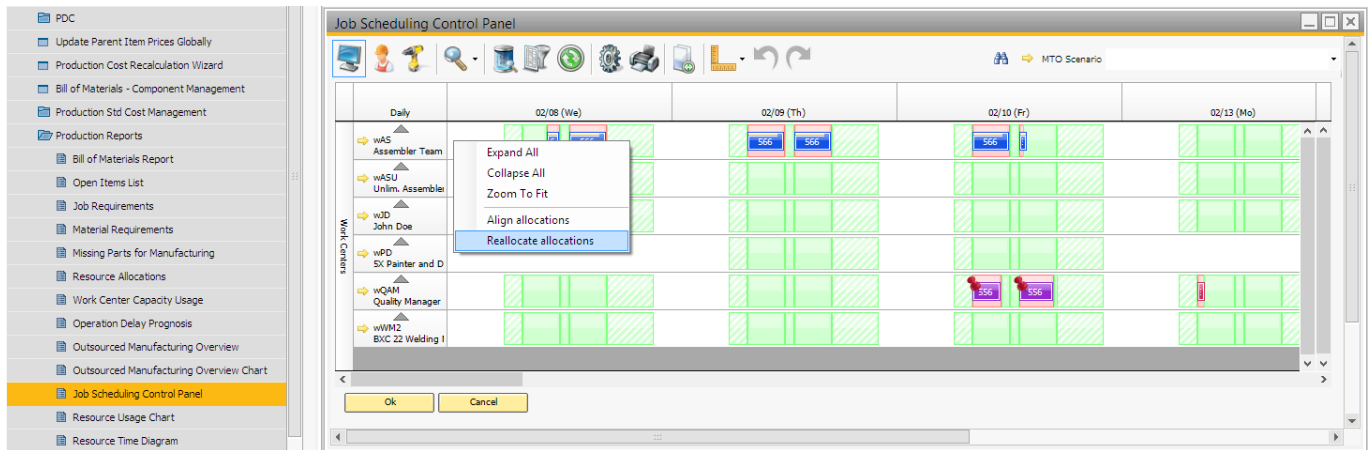 PDC
Update Parent Item Prices Globally
Production Cost Recalculation Wizard
Bill of Materials - Component Management
Production Std Cost Management
Production Reports
Bill of Materials Report
Open Items List
Job Requirements
Material Requirements
Missing Parts for Manufacturing
Resource Allocations
Work Center Capacity Usage
Operation Delay Prognosis
Outsourced Manufacturing Overview
Outsourced Manufacturing Overview Chart
Job Scheduling Control Panel
Resource Usage Chart
Resource Time Diagram
Job Scheduling Control Panel
MTO Scenario
Daily 02/08 (We) 02/09 (Th) 02/10 (Fr) 02/13 (Mo)
Work Centers
wAS
Assembler Team
566 566 566
wASU
Unlim. Assembler
wJD
John Doe
wPD
5X Painter and D
wQAM
Quality Manager
556 556
wWM2
BXC 22 Welding
Expand All
Collapse All
Zoom To Fit
Align allocations
Reallocate allocations
Ok Cancel